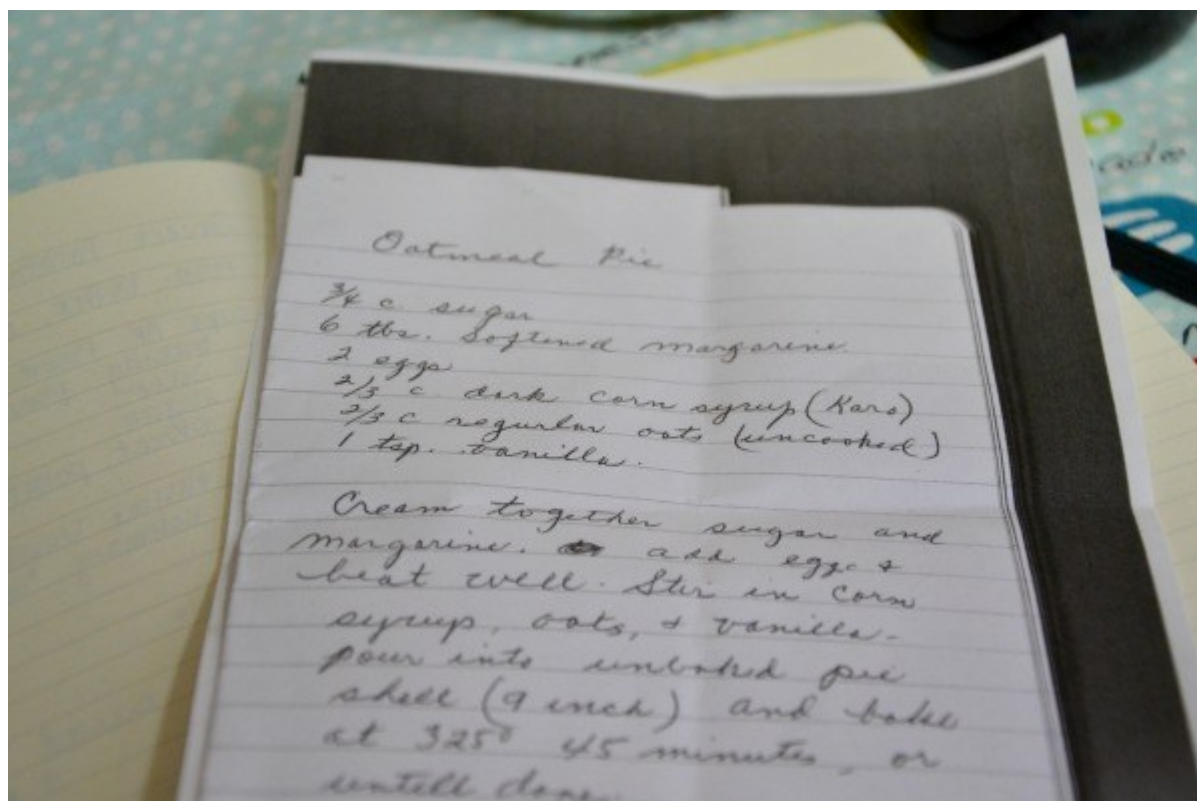 Oatmeal Pie
3/4 c. sugar
6 tbs. Softened margarine.
2 eggs
2/3 c. dark corn syrup (Karo)
2/3 c regular oats (uncooked)
1 tsp. vanilla.
Cream together sugar and
margarine. add eggs &
beat well. Stir in corn
syrup, oats, & vanilla.
pour into unbaked pie
shell (9 inch) and bake
at 325° 45 minutes, or
untell done.